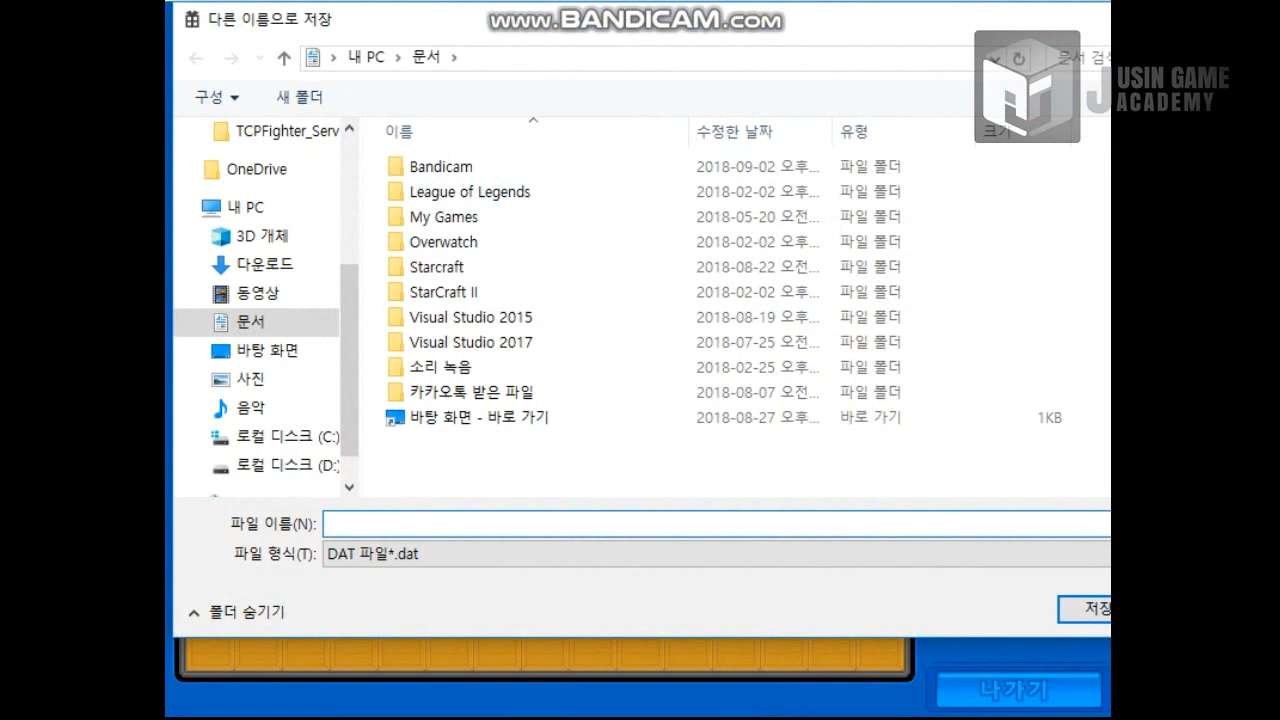 다른 이름으로 저장
www.BANDICAM.com
내 PC
문서
문서 검색
JUSIN GAME
ACADEMY
구성
새 폴더
TCPFighter_Serv
OneDrive
내 PC
3D 개체
다운로드
동영상
문서
바탕 화면
사진
음악
로컬 디스크 (C:)
로컬 디스크 (D:)
이름 수정한 날짜 유형 크기
Bandicam 2018-09-02 오후... 파일 폴더
League of Legends 2018-02-02 오후... 파일 폴더
My Games 2018-05-20 오전... 파일 폴더
Overwatch 2018-02-02 오후... 파일 폴더
Starcraft 2018-08-22 오전... 파일 폴더
StarCraft II 2018-02-02 오후... 파일 폴더
Visual Studio 2015 2018-08-19 오후... 파일 폴더
Visual Studio 2017 2018-07-25 오전... 파일 폴더
소리 녹음 2018-02-25 오후... 파일 폴더
카카오톡 받은 파일 2018-08-07 오전... 파일 폴더
바탕 화면 - 바로 가기 2018-08-27 오후... 바로 가기 1KB
파일 이름(N):
파일 형식(T): DAT 파일*.dat
폴더 숨기기
저장
나가기